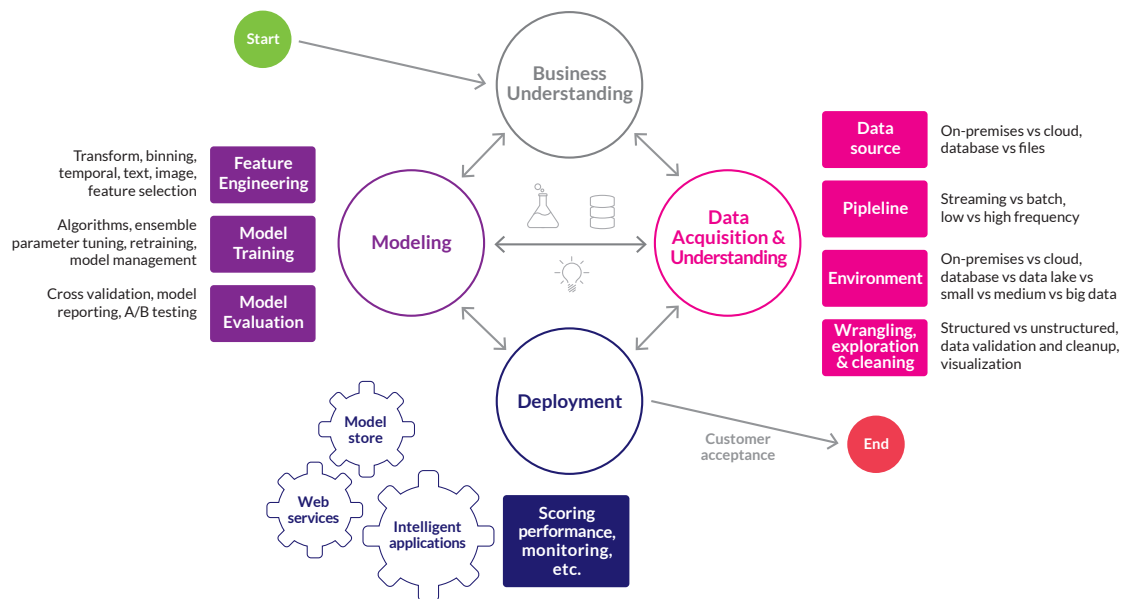 Start
Business
Understanding
Transform, binning,
temporal, text, image,
feature selection
Feature
Engineering
Algorithms, ensemble
parameter tuning, retraining,
model management
Model
Training
Cross validation, model
reporting, A/B testing
Model
Evaluation
Modeling
Data
Acquisition &
Understanding
Data
source
On-premises vs cloud,
database vs files
Pipleline
Streaming vs batch,
low vs high frequency
Environment
On-premises vs cloud,
database vs data lake vs
small vs medium vs big data
Wrangling,
exploration
& cleaning
Structured vs unstructured,
data validation and cleanup,
visualization
Deployment
Customer
acceptance
End
Model
store
Web
services
Intelligent
applications
Scoring
performance,
monitoring,
etc.